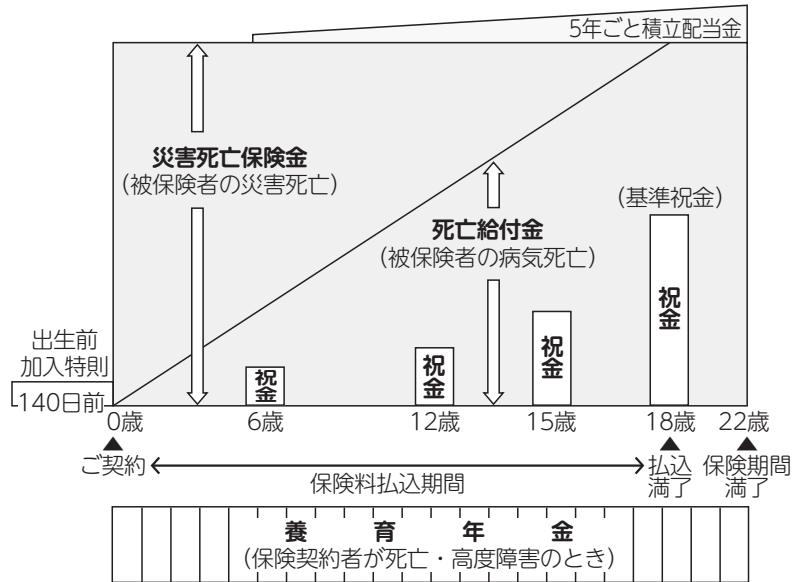 5年ごと積立配当金
災害死亡保険金
(被保険者の災害死亡)
(基準祝金)
死亡給付金
(被保険者の病気死亡)
祝金
祝金
祝金
祝金
出生前
加入特則
140日前
0歳
6歳
12歳
15歳
18歳
22歳
ご契約
保険料払込期間
払込
満了
保険期間
満了
養育年金
(保険契約者が死亡・高度障害のとき)